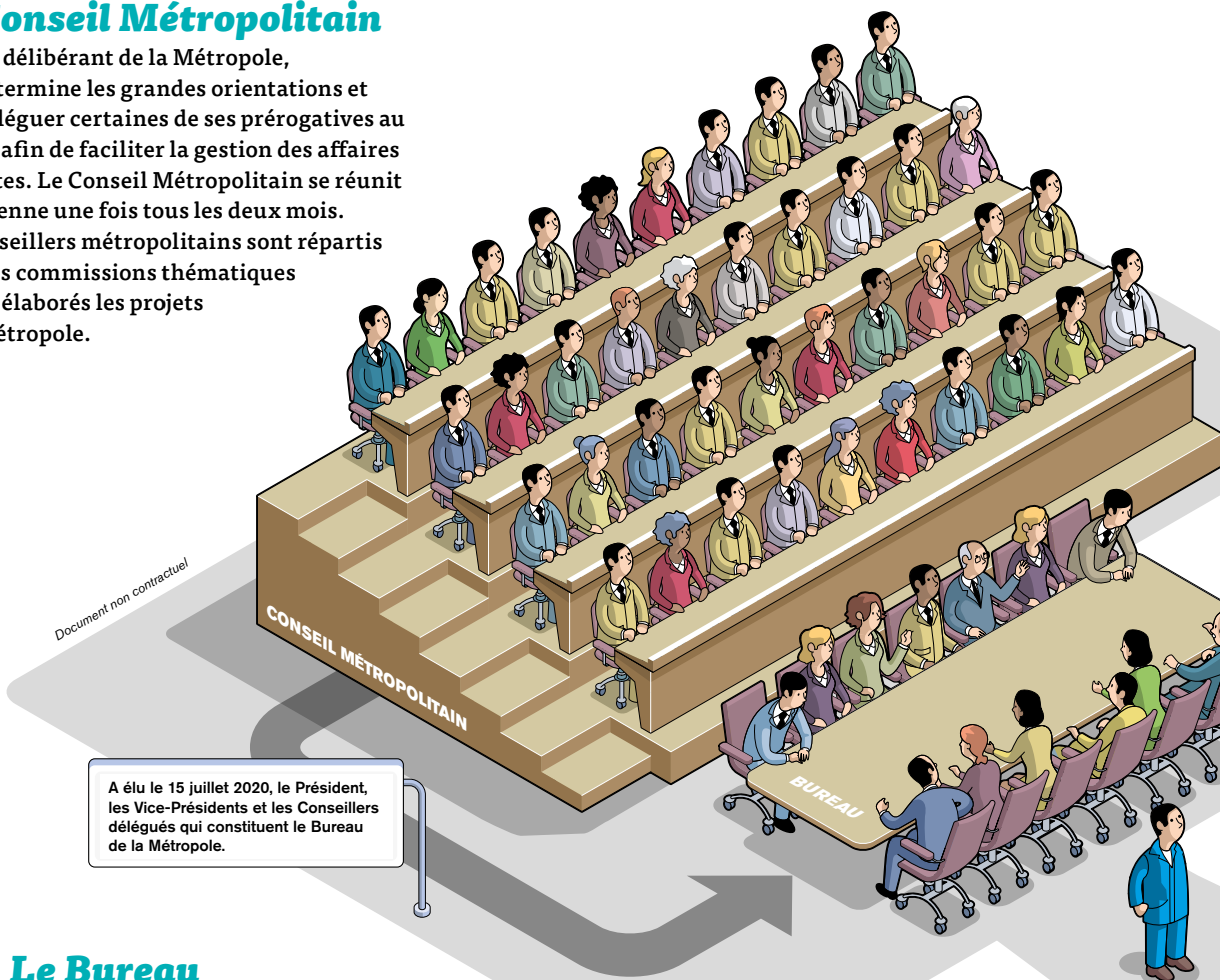 onseil Métropolitain
délibérant de la Métropole,
termine les grandes orientations et
léguer certaines de ses prérogatives au
afin de faciliter la gestion des affaires
tes. Le Conseil Métropolitain se réunit
enne une fois tous les deux mois.
seillers métropolitains sont répartis
s commissions thématiques
élaborés les projets
étropole.
Document non contractuel
CONSEIL MÉTROPOLITAIN
A élu le 15 juillet 2020, le Président,
les Vice-Présidents et les Conseillers
délégués qui constituent le Bureau
de la Métropole.
BUREAU
Le Bureau